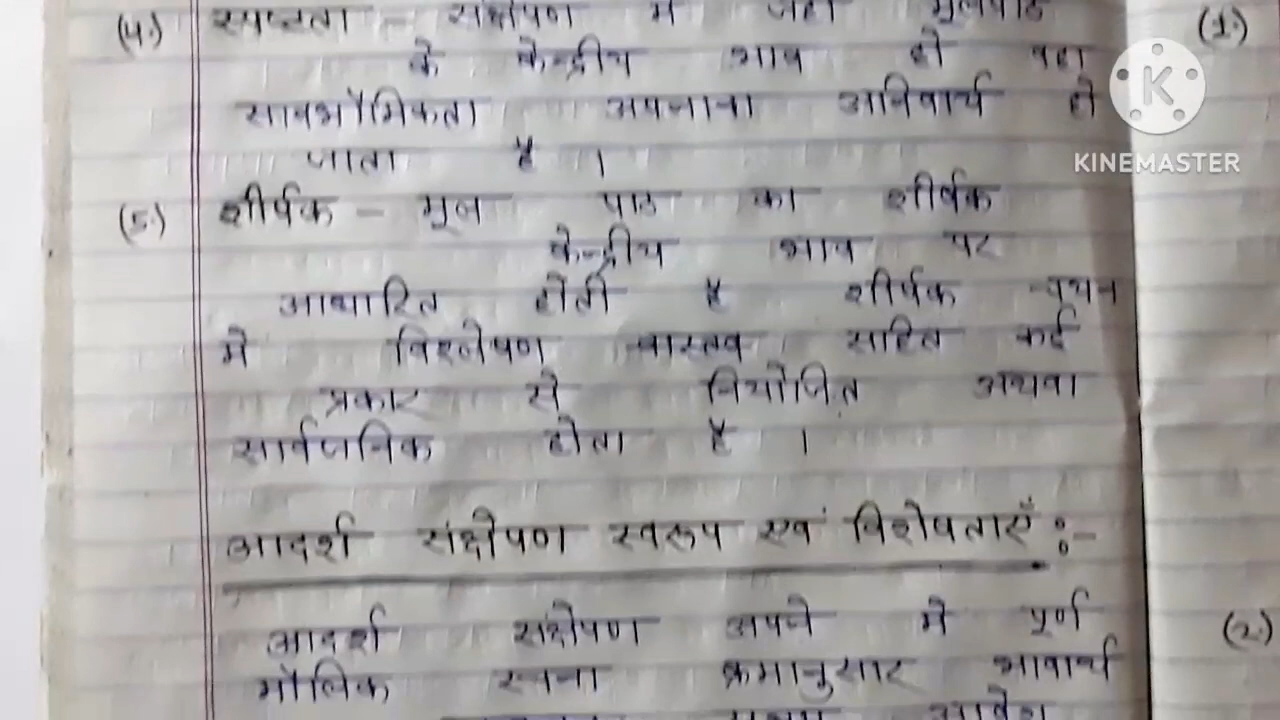 (4.) स्पष्टता - संक्षेपण में जहाँ मूलपाठ
के केन्द्रीय भाव हो वहा
सावभौमिकता अपनाना अनिवार्य हो
जाता है ।
(5.) शीर्षक - मूल पाठ का शीर्षक
केन्द्रीय भाव पर
आधारित होती है शीर्षक चयन
मे विश्लेषण वास्तव सहित कई
प्रकार से नियोजित अथवा
सार्वजनिक होता है ।
आदर्श संक्षेपण स्वरूप एवं विशेषताएँ :-
आदर्श संक्षेपण अपने मे पूर्ण
मौलिक रचना क्रमानुसार भावार्थ
(1.)
(2.)
KINEMASTER